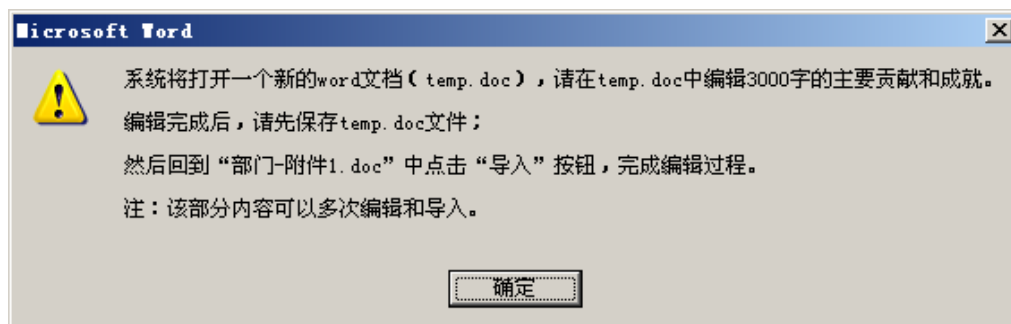 Microsoft Word
系统将打开一个新的word文档（temp.doc），请在temp.doc中编辑3000字的主要贡献和成就。
编辑完成后，请先保存temp.doc文件；
然后回到“部门-附件1.doc”中点击“导入”按钮，完成编辑过程。
注：该部分内容可以多次编辑和导入。
确定